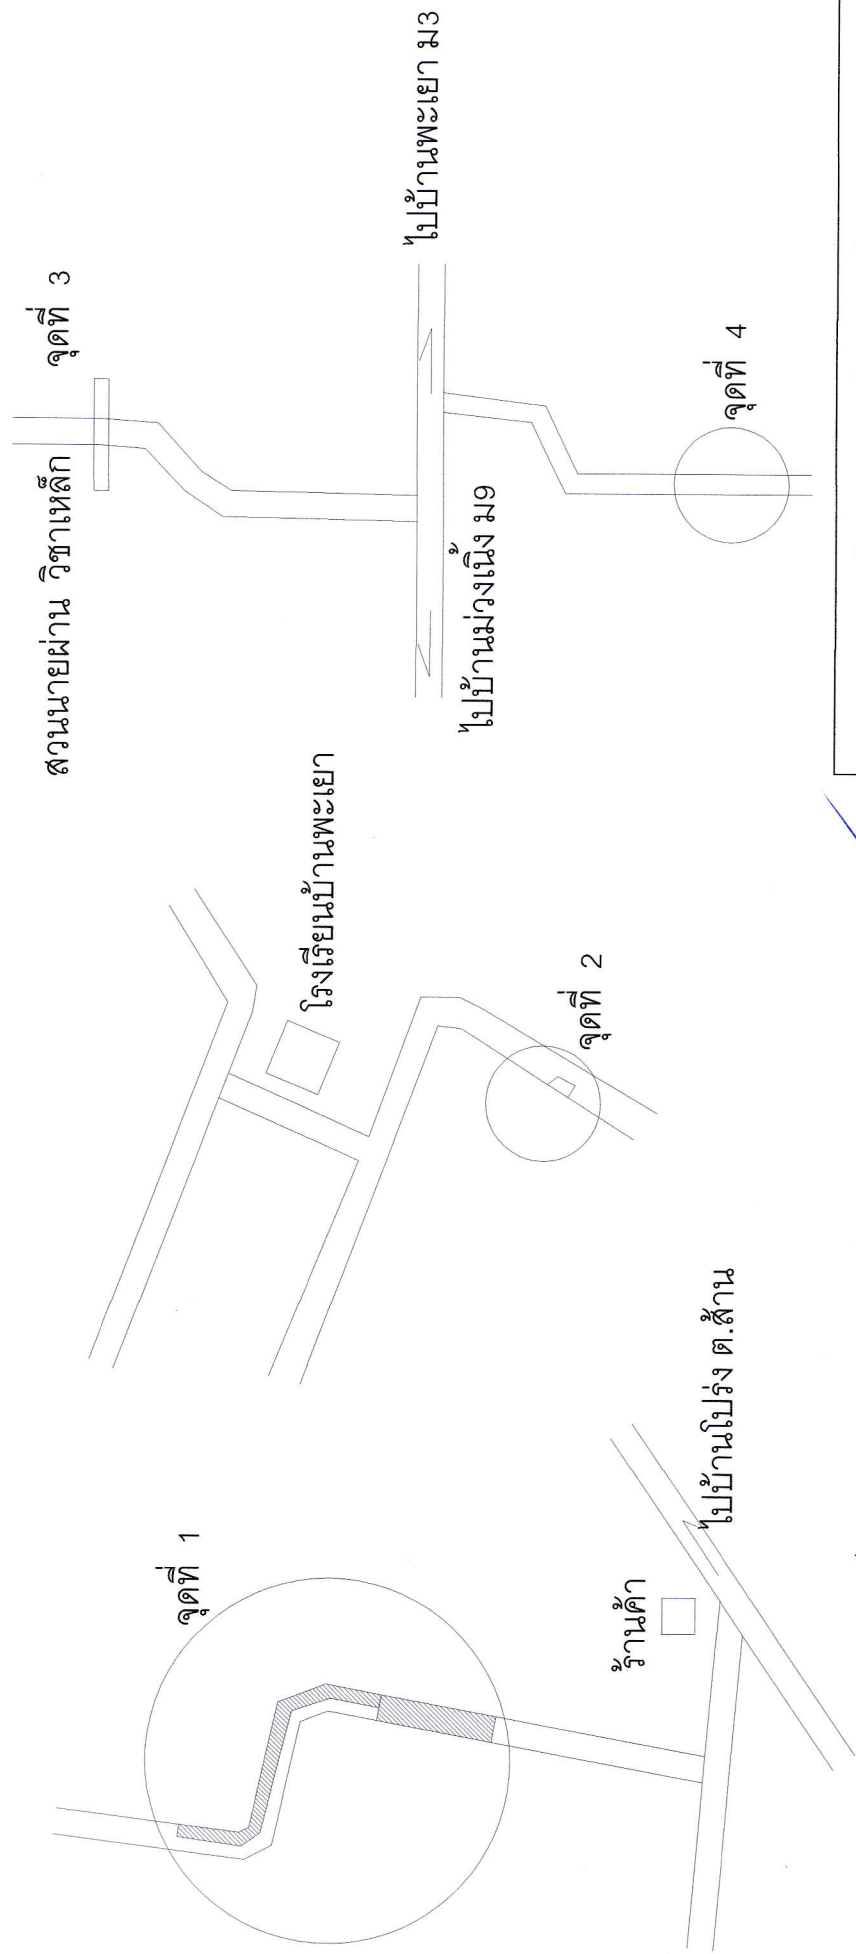 จุดที่ 1
ร้านค้า
ไปบ้านโปร่ง ต.ส้าน
โรงเรียนบ้านพะเยา
จุดที่ 2
สวนนายผ่าน วิชาเหล็ก
จุดที่ 3
ไปบ้านพะเยา ม3
ไปบ้านม่วงเนิ้ง ม9
จุดที่ 4